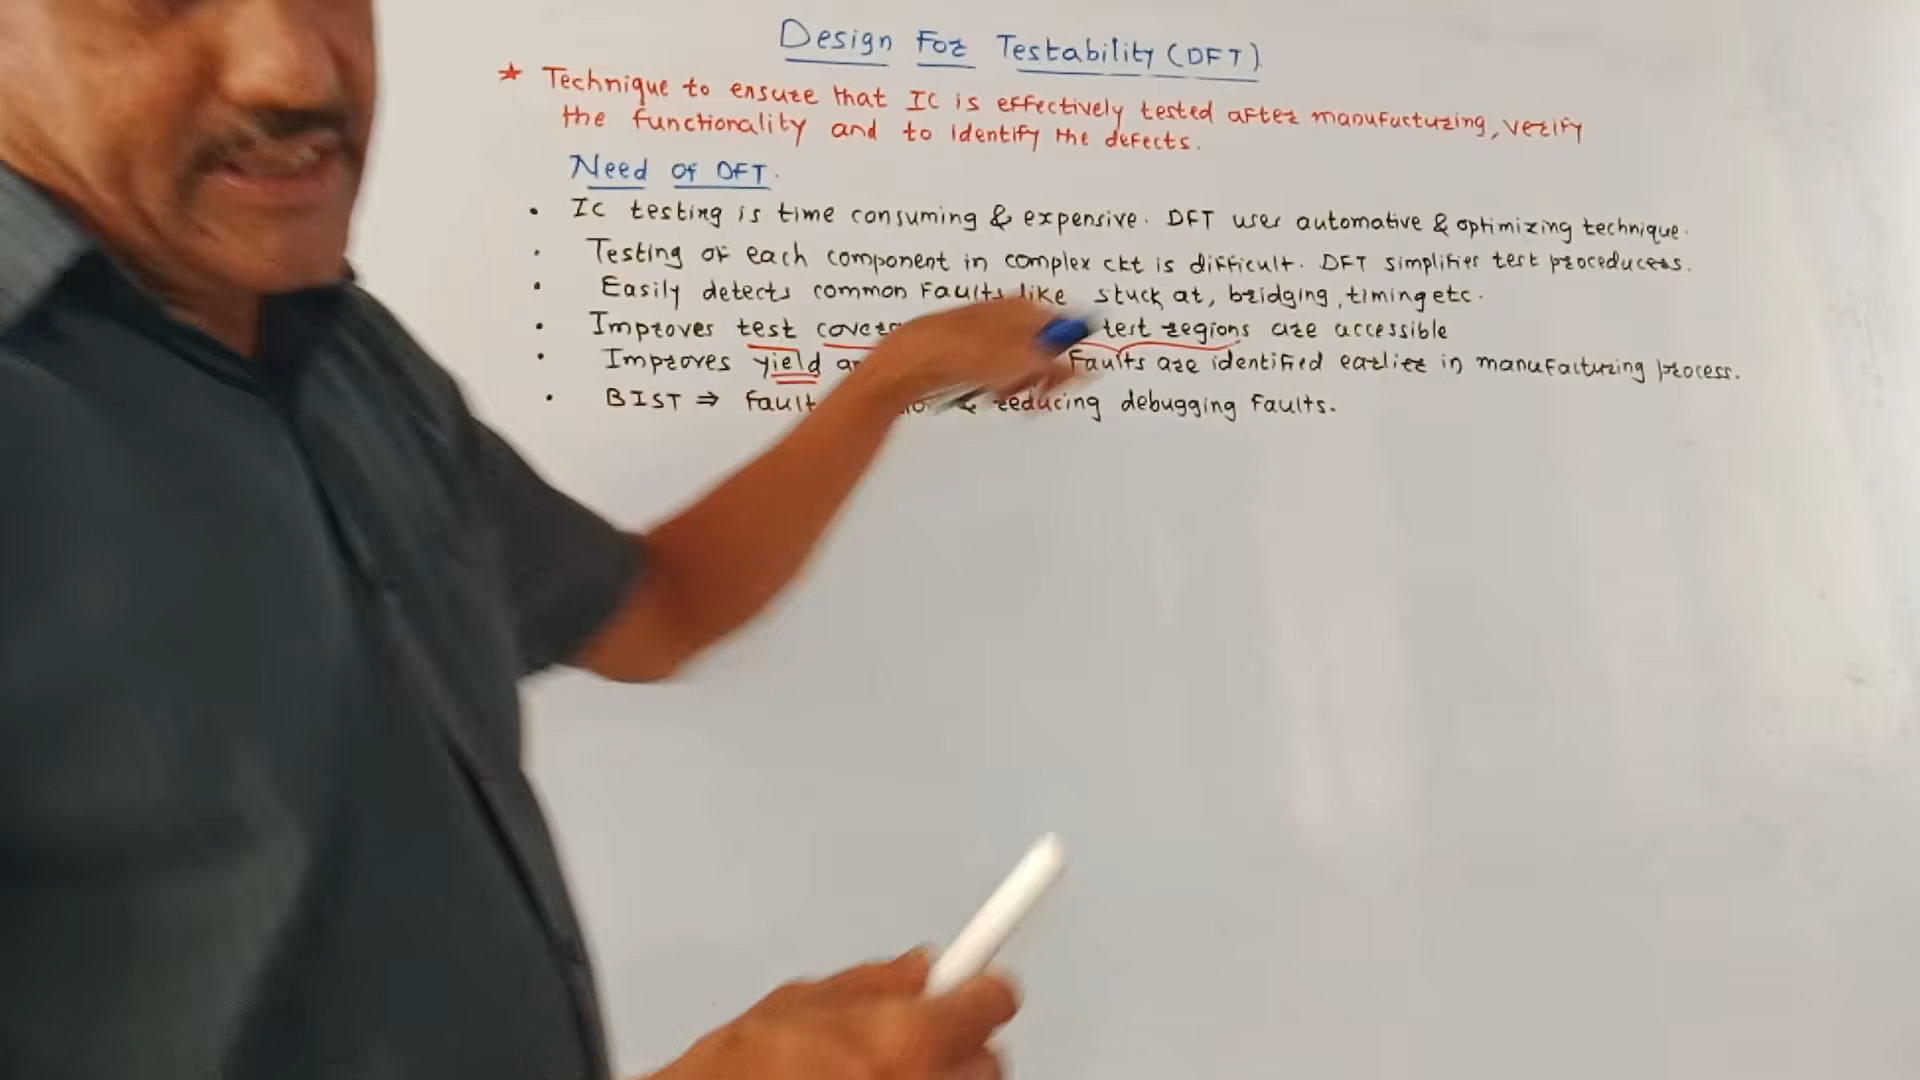 Design For Testability (DFT)
* Technique to ensure that IC is effectively tested after manufucturing, verify
the functionality and to identify the defects.
Need of DFT.
• IC testing is time consuming & expensive. DFT uses automative & optimizing technique.
• Testing of each component in complex ckt is difficult. DFT simplifies test proceducers.
• Easily detects common faults like stuck at, bridging, timing etc.
• Improves test test regions are accessible
• Improves yield Faults are identified earlier in manufacturing process.
• BIST ⇒ fault & reducing debugging faults.